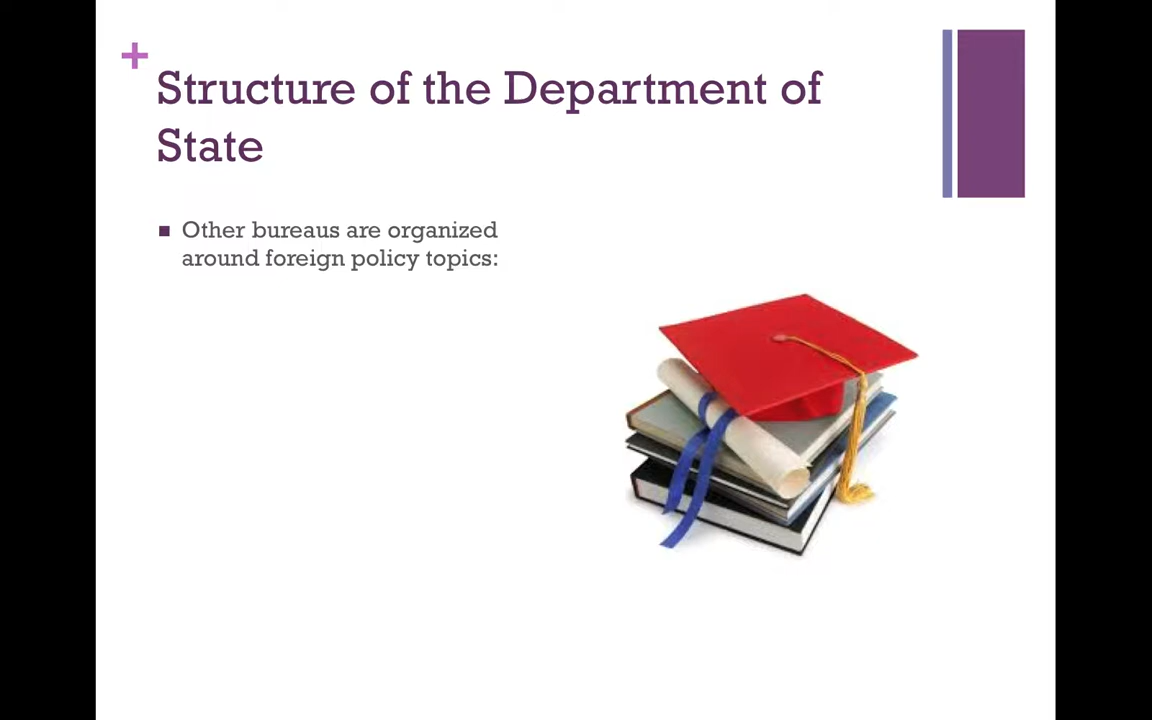 +
Structure of the Department of
State
■ Other bureaus are organized
around foreign policy topics: